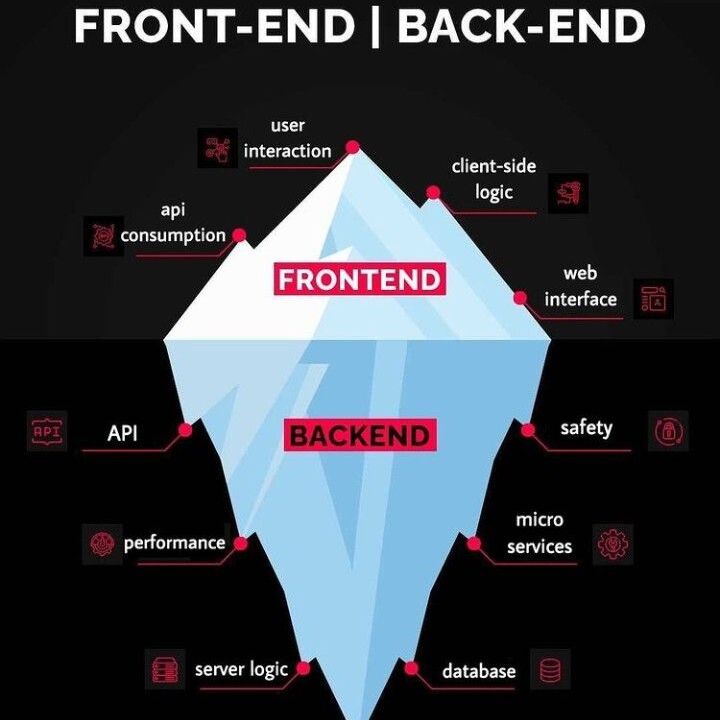 FRONT-END | BACK-END
user
interaction
client-side
logic
api
consumption
FRONTEND
web
interface
API
BACKEND
safety
performance
micro
services
server logic
database